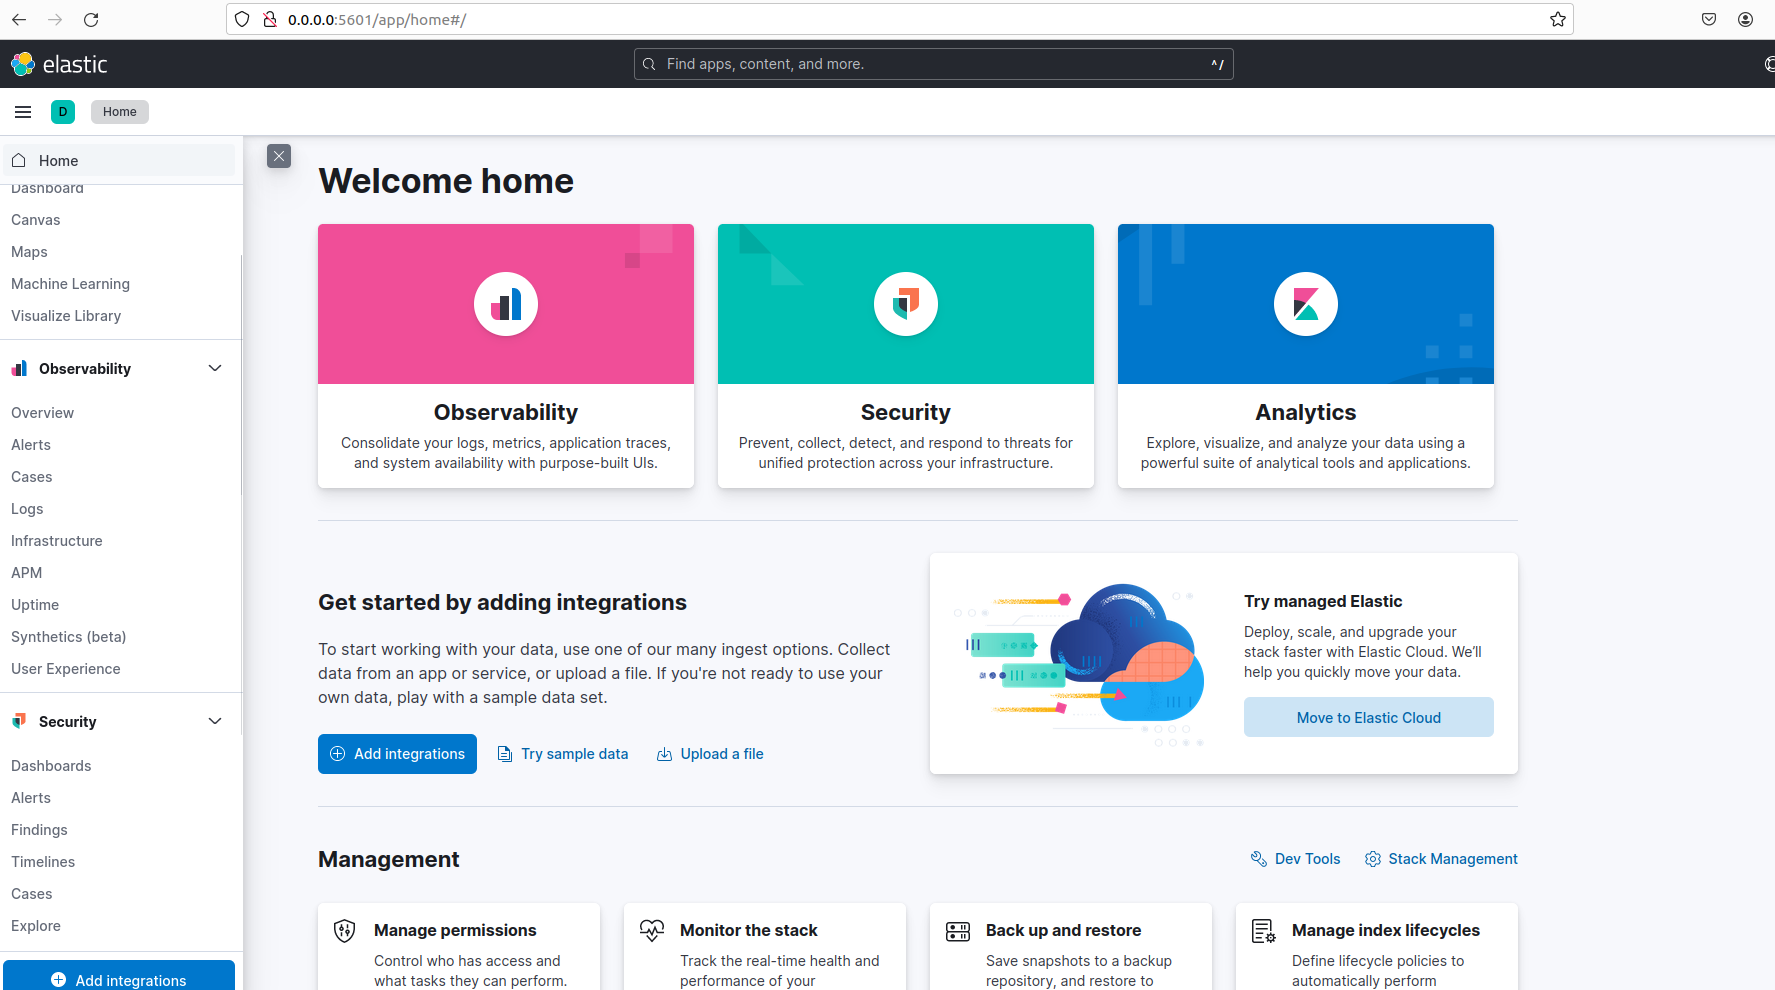 0.0.0.0:5601/app/home#/
elastic
Find apps, content, and more.
^/
D
Home
Home
Dashboard
Canvas
Maps
Machine Learning
Visualize Library
Observability
Overview
Alerts
Cases
Logs
Infrastructure
APM
Uptime
Synthetics (beta)
User Experience
Security
Dashboards
Alerts
Findings
Timelines
Cases
Explore
Add integrations
Welcome home
Observability
Consolidate your logs, metrics, application traces,
and system availability with purpose-built UIs.
Security
Prevent, collect, detect, and respond to threats for
unified protection across your infrastructure.
Analytics
Explore, visualize, and analyze your data using a
powerful suite of analytical tools and applications.
Get started by adding integrations
To start working with your data, use one of our many ingest options. Collect
data from an app or service, or upload a file. If you're not ready to use your
own data, play with a sample data set.
Add integrations
Try sample data
Upload a file
Try managed Elastic
Deploy, scale, and upgrade your
stack faster with Elastic Cloud. We’ll
help you quickly move your data.
Move to Elastic Cloud
Management
Dev Tools
Stack Management
Manage permissions
Control who has access and
what tasks they can perform.
Monitor the stack
Track the real-time health and
performance of your
Back up and restore
Save snapshots to a backup
repository, and restore to
Manage index lifecycles
Define lifecycle policies to
automatically perform